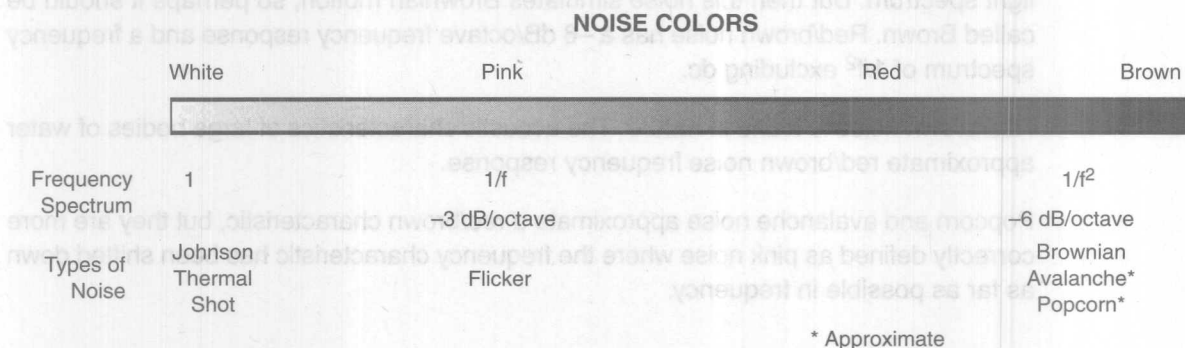 NOISE COLORS
White Pink Red Brown
Frequency Spectrum 1 1/f 1/f²
–3 dB/octave –6 dB/octave
Types of Noise
Johnson
Thermal
Shot
Flicker
Brownian
Avalanche*
Popcorn*
* Approximate